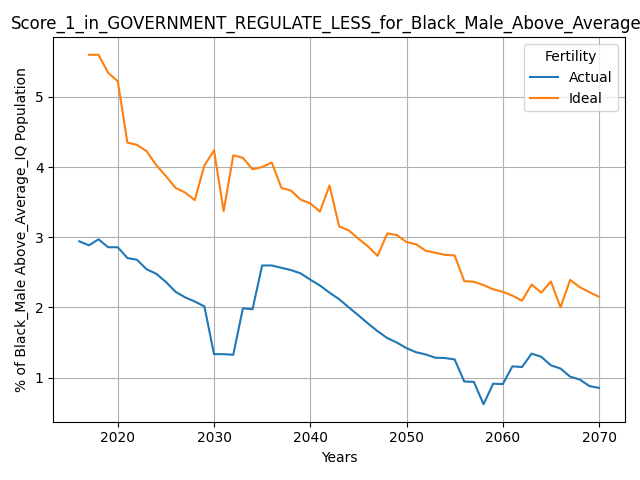 Score_1_in_GOVERNMENT_REGULATE_LESS_for_Black_Male_Above_Average
% of Black_Male Above_Average_IQ Population
5
4
3
2
1
Fertility
Actual
Ideal
2020 2030 2040 2050 2060 2070
Years